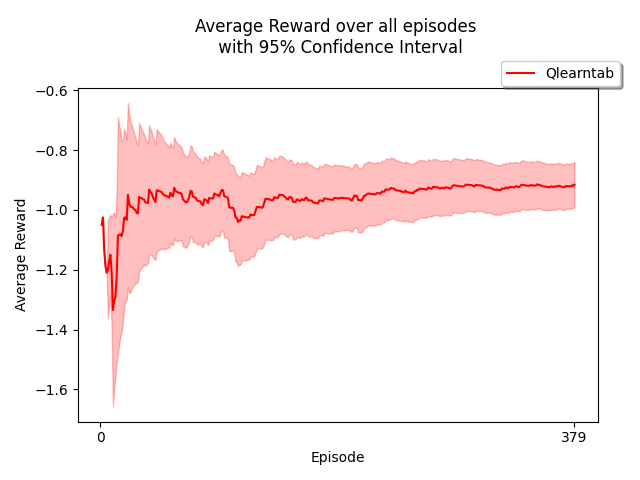 Average Reward over all episodes
with 95% Confidence Interval
Qlearntab
−0.6
−0.8
−1.0
−1.2
−1.4
−1.6
Average Reward
0
379
Episode